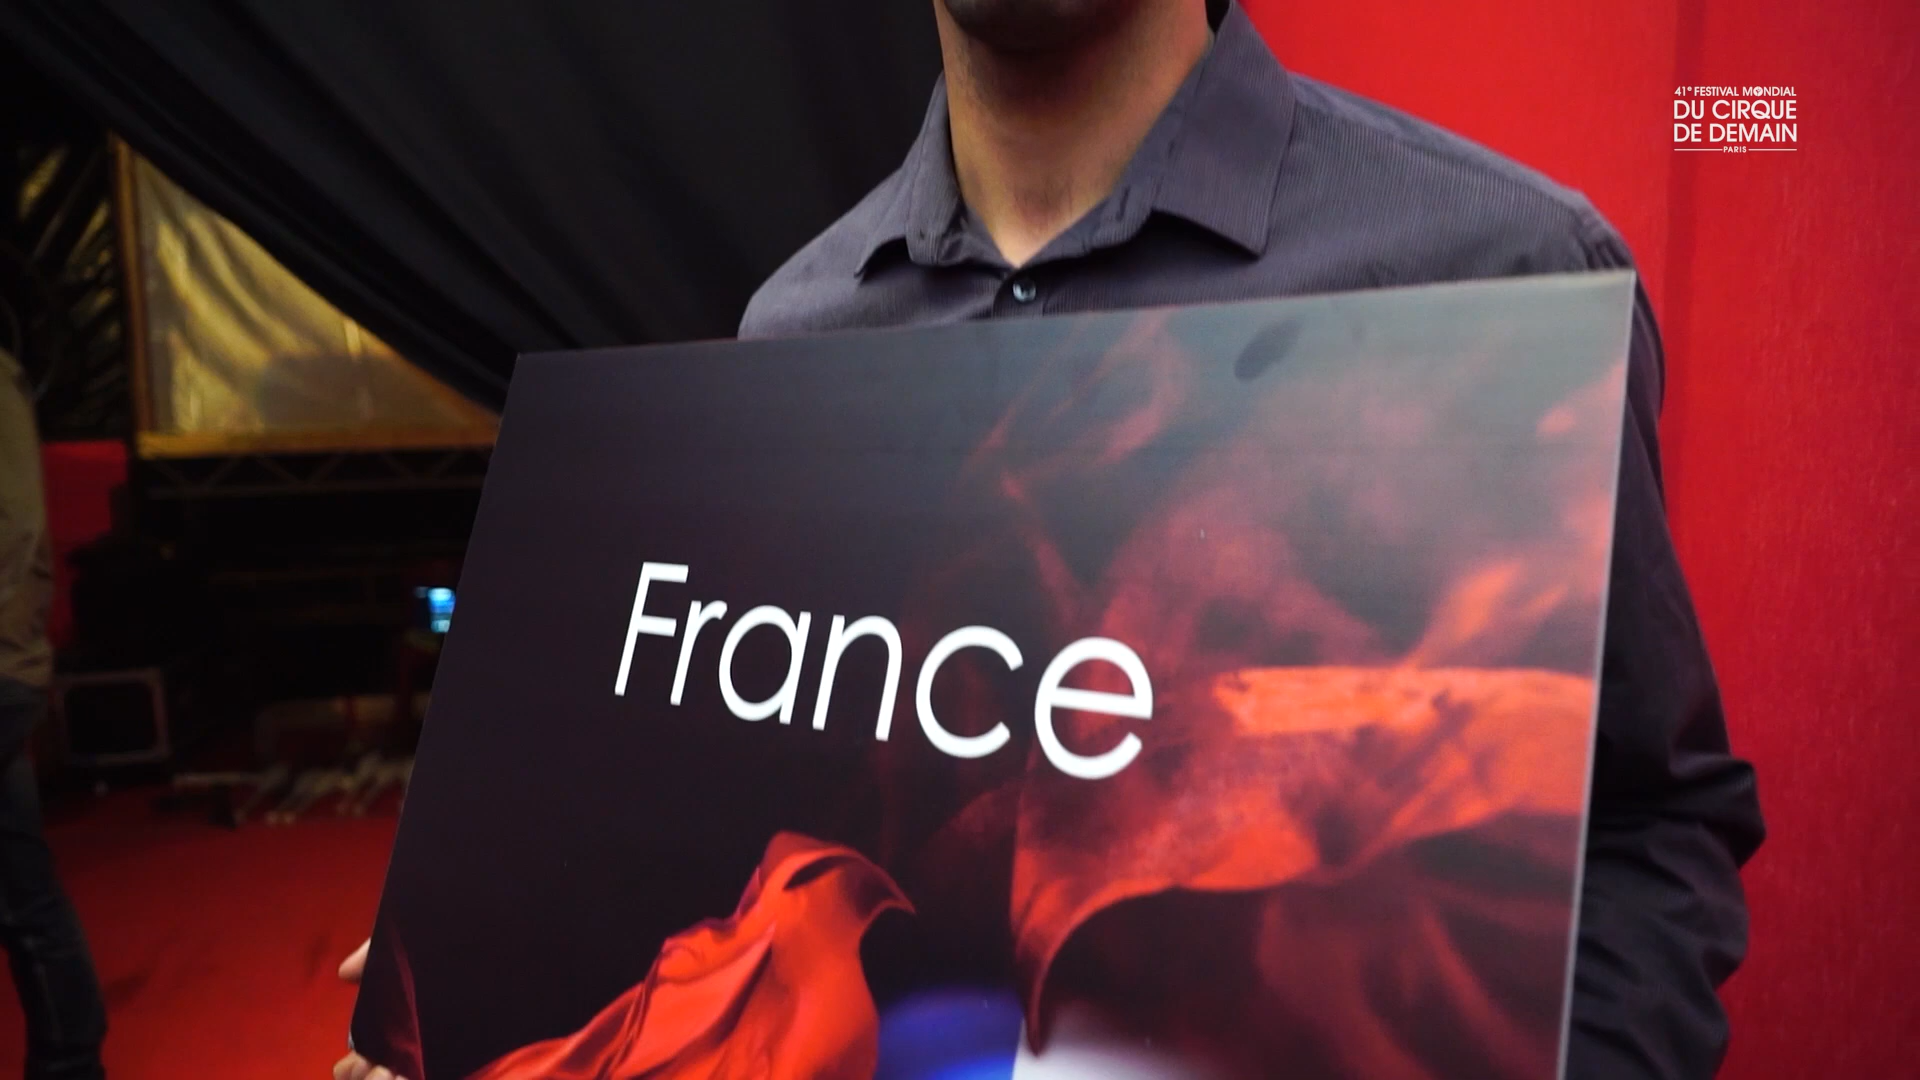 41e FESTIVAL MONDIAL
DU CIRQUE
DE DEMAIN
PARIS
France